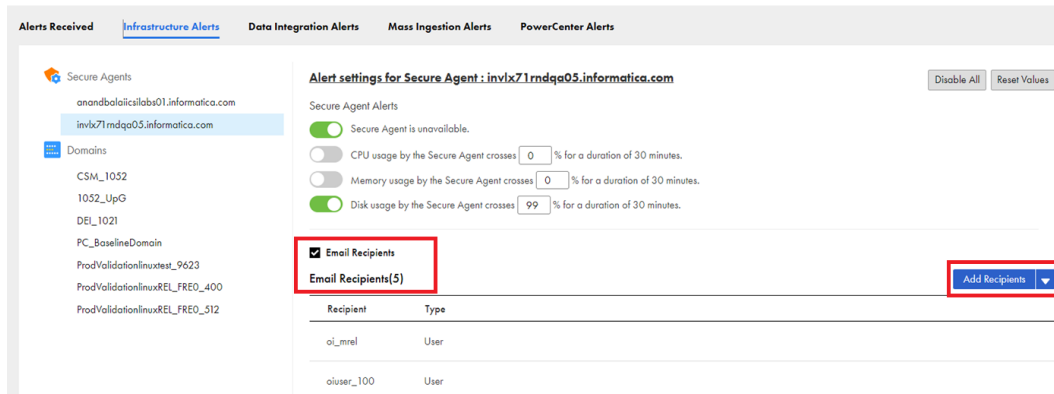 Alerts Received Infrastructure Alerts Data Integration Alerts Mass Ingestion Alerts PowerCenter Alerts
Secure Agents
anandbalaiicsilabs01.informatica.com
invlx71rndqa05.informatica.com
Domains
CSM_1052
1052_UpG
DEI_1021
PC_BaselineDomain
ProdValidationlinuxtest_9623
ProdValidationlinuxREL_FRE0_400
ProdValidationlinuxREL_FRE0_512
Alert settings for Secure Agent : invlx71rndqa05.informatica.com
Disable All Reset Values
Secure Agent Alerts
Secure Agent is unavailable.
CPU usage by the Secure Agent crosses 0 % for a duration of 30 minutes.
Memory usage by the Secure Agent crosses 0 % for a duration of 30 minutes.
Disk usage by the Secure Agent crosses 99 % for a duration of 30 minutes.
Email Recipients
Email Recipients(5)
Add Recipients
Recipient Type
oi_mrel User
oiuser_100 User